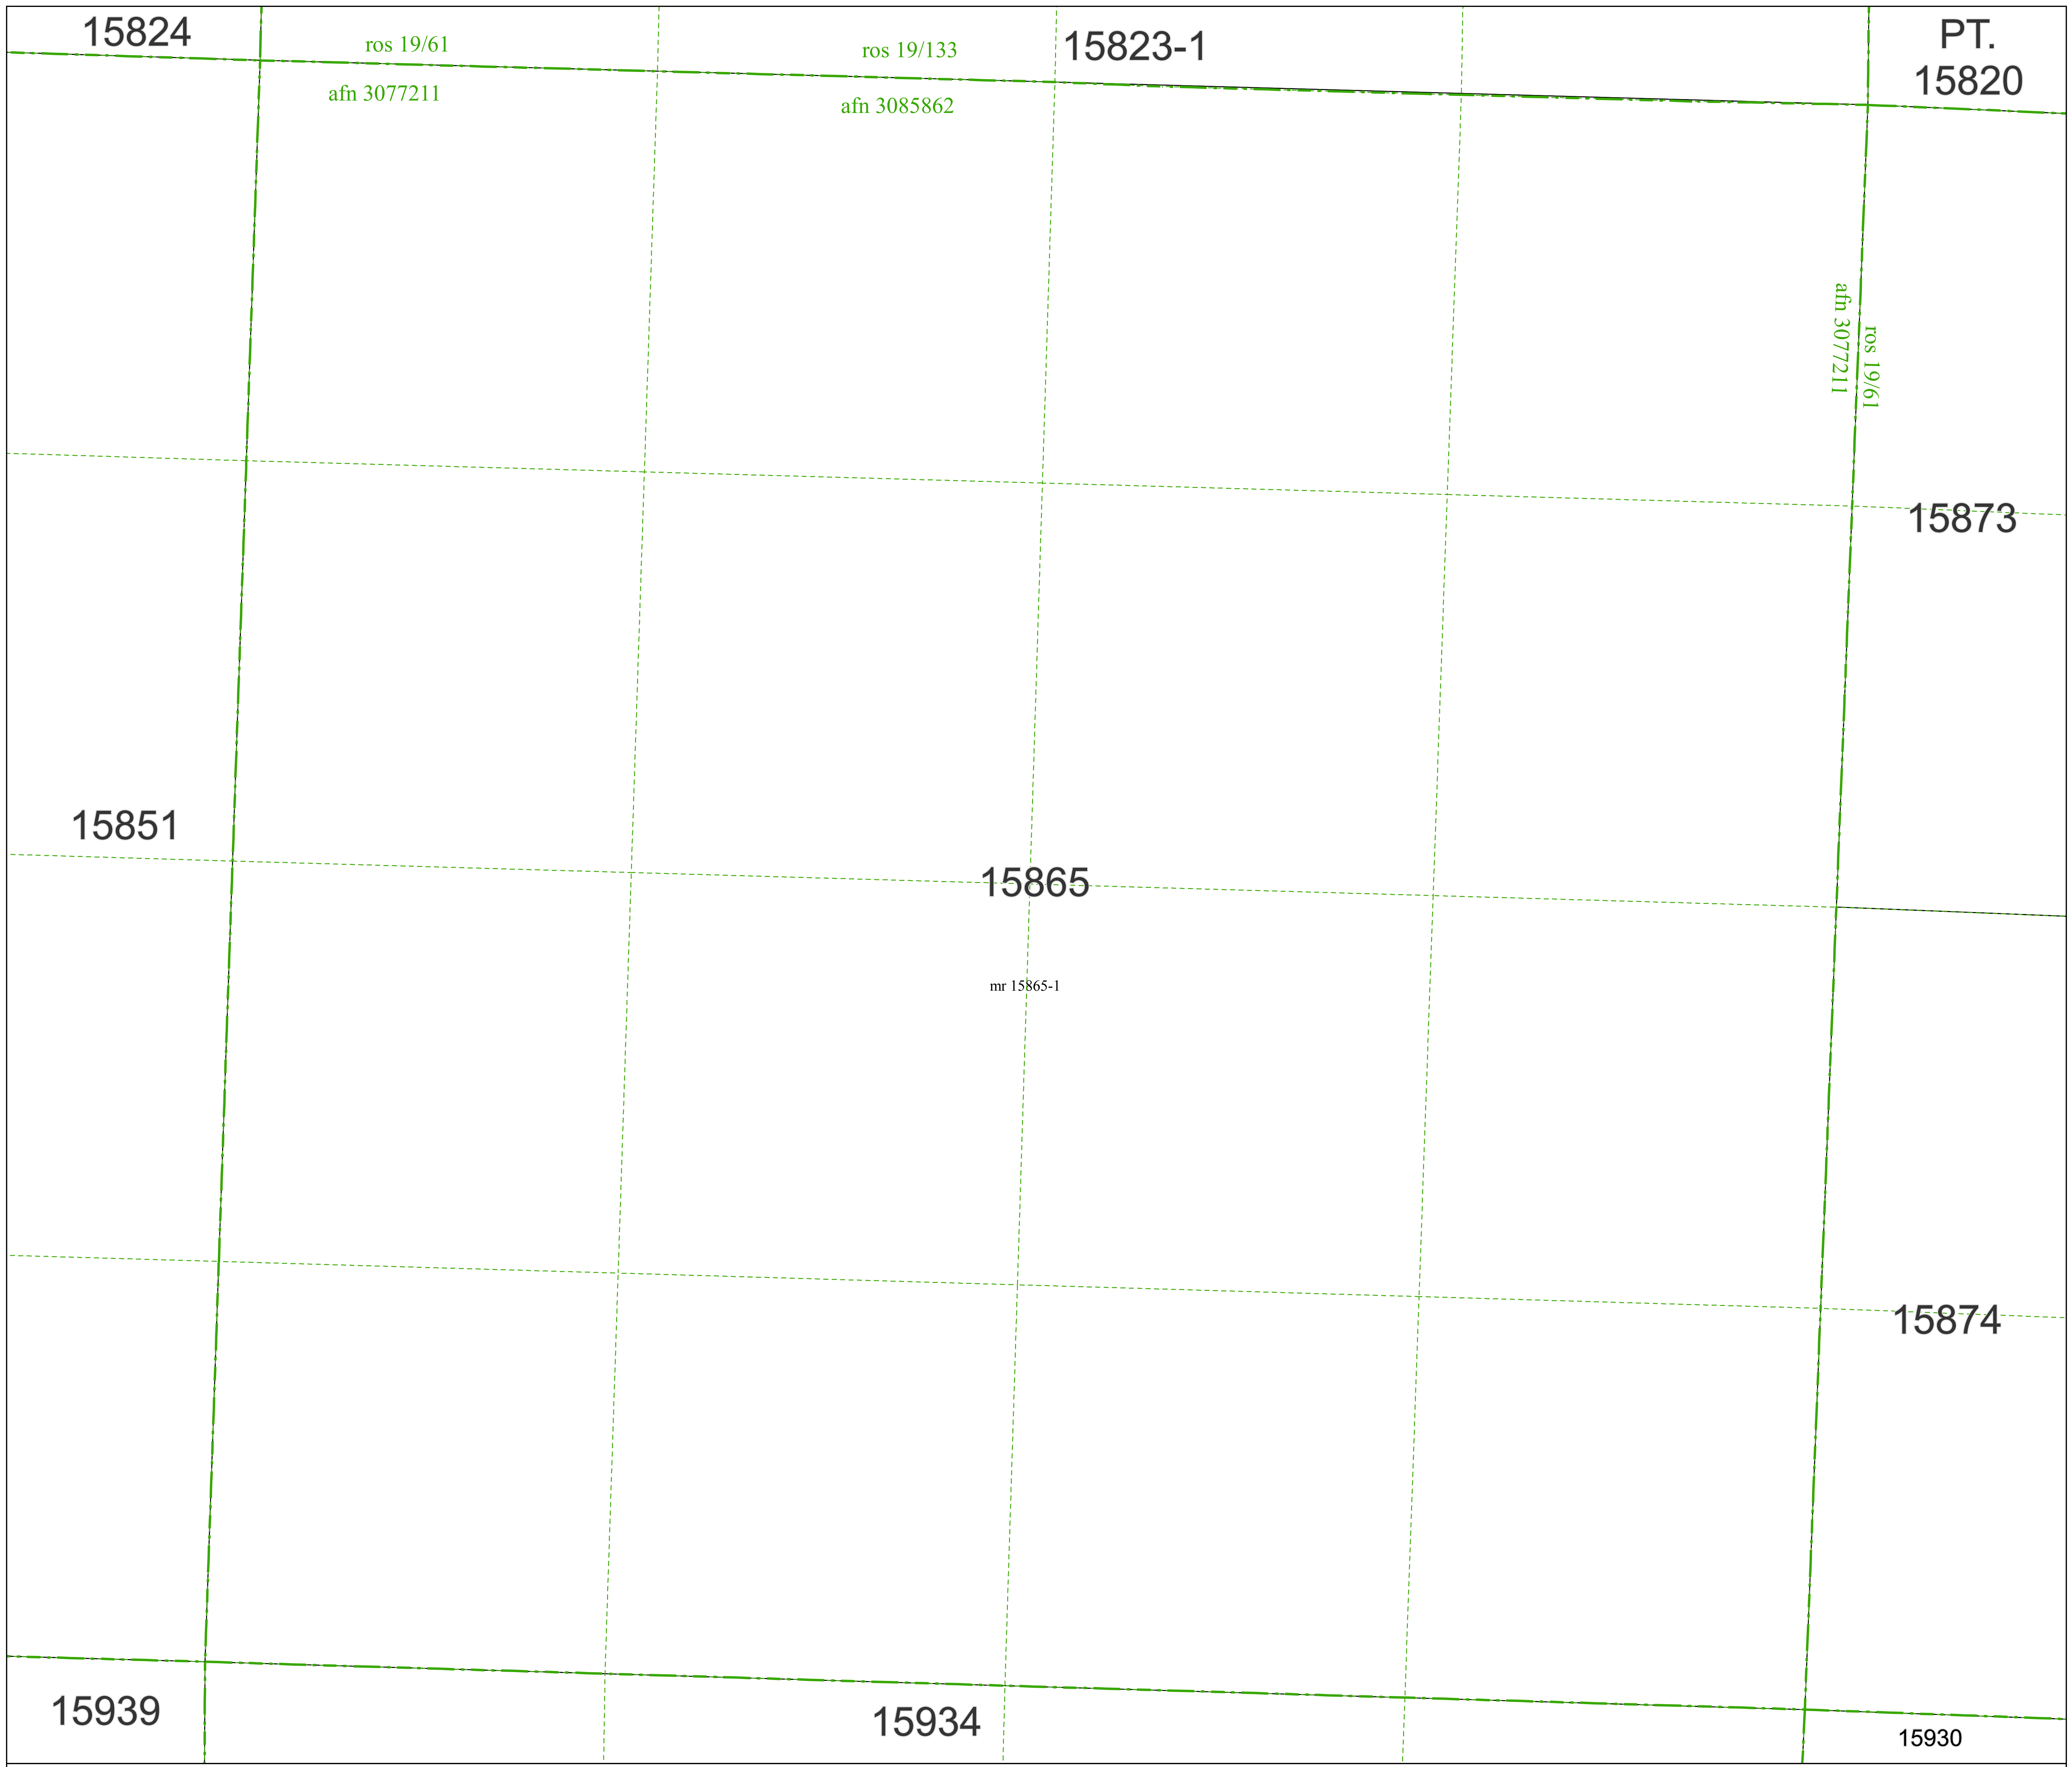 15824
ros 19/61
ros 19/133
15823-1
PT.
15820
afn 3077211
afn 3085862
afn 3077211
ros 19/61
15873
15851
15865
mr 15865-1
15874
15939
15934
15930